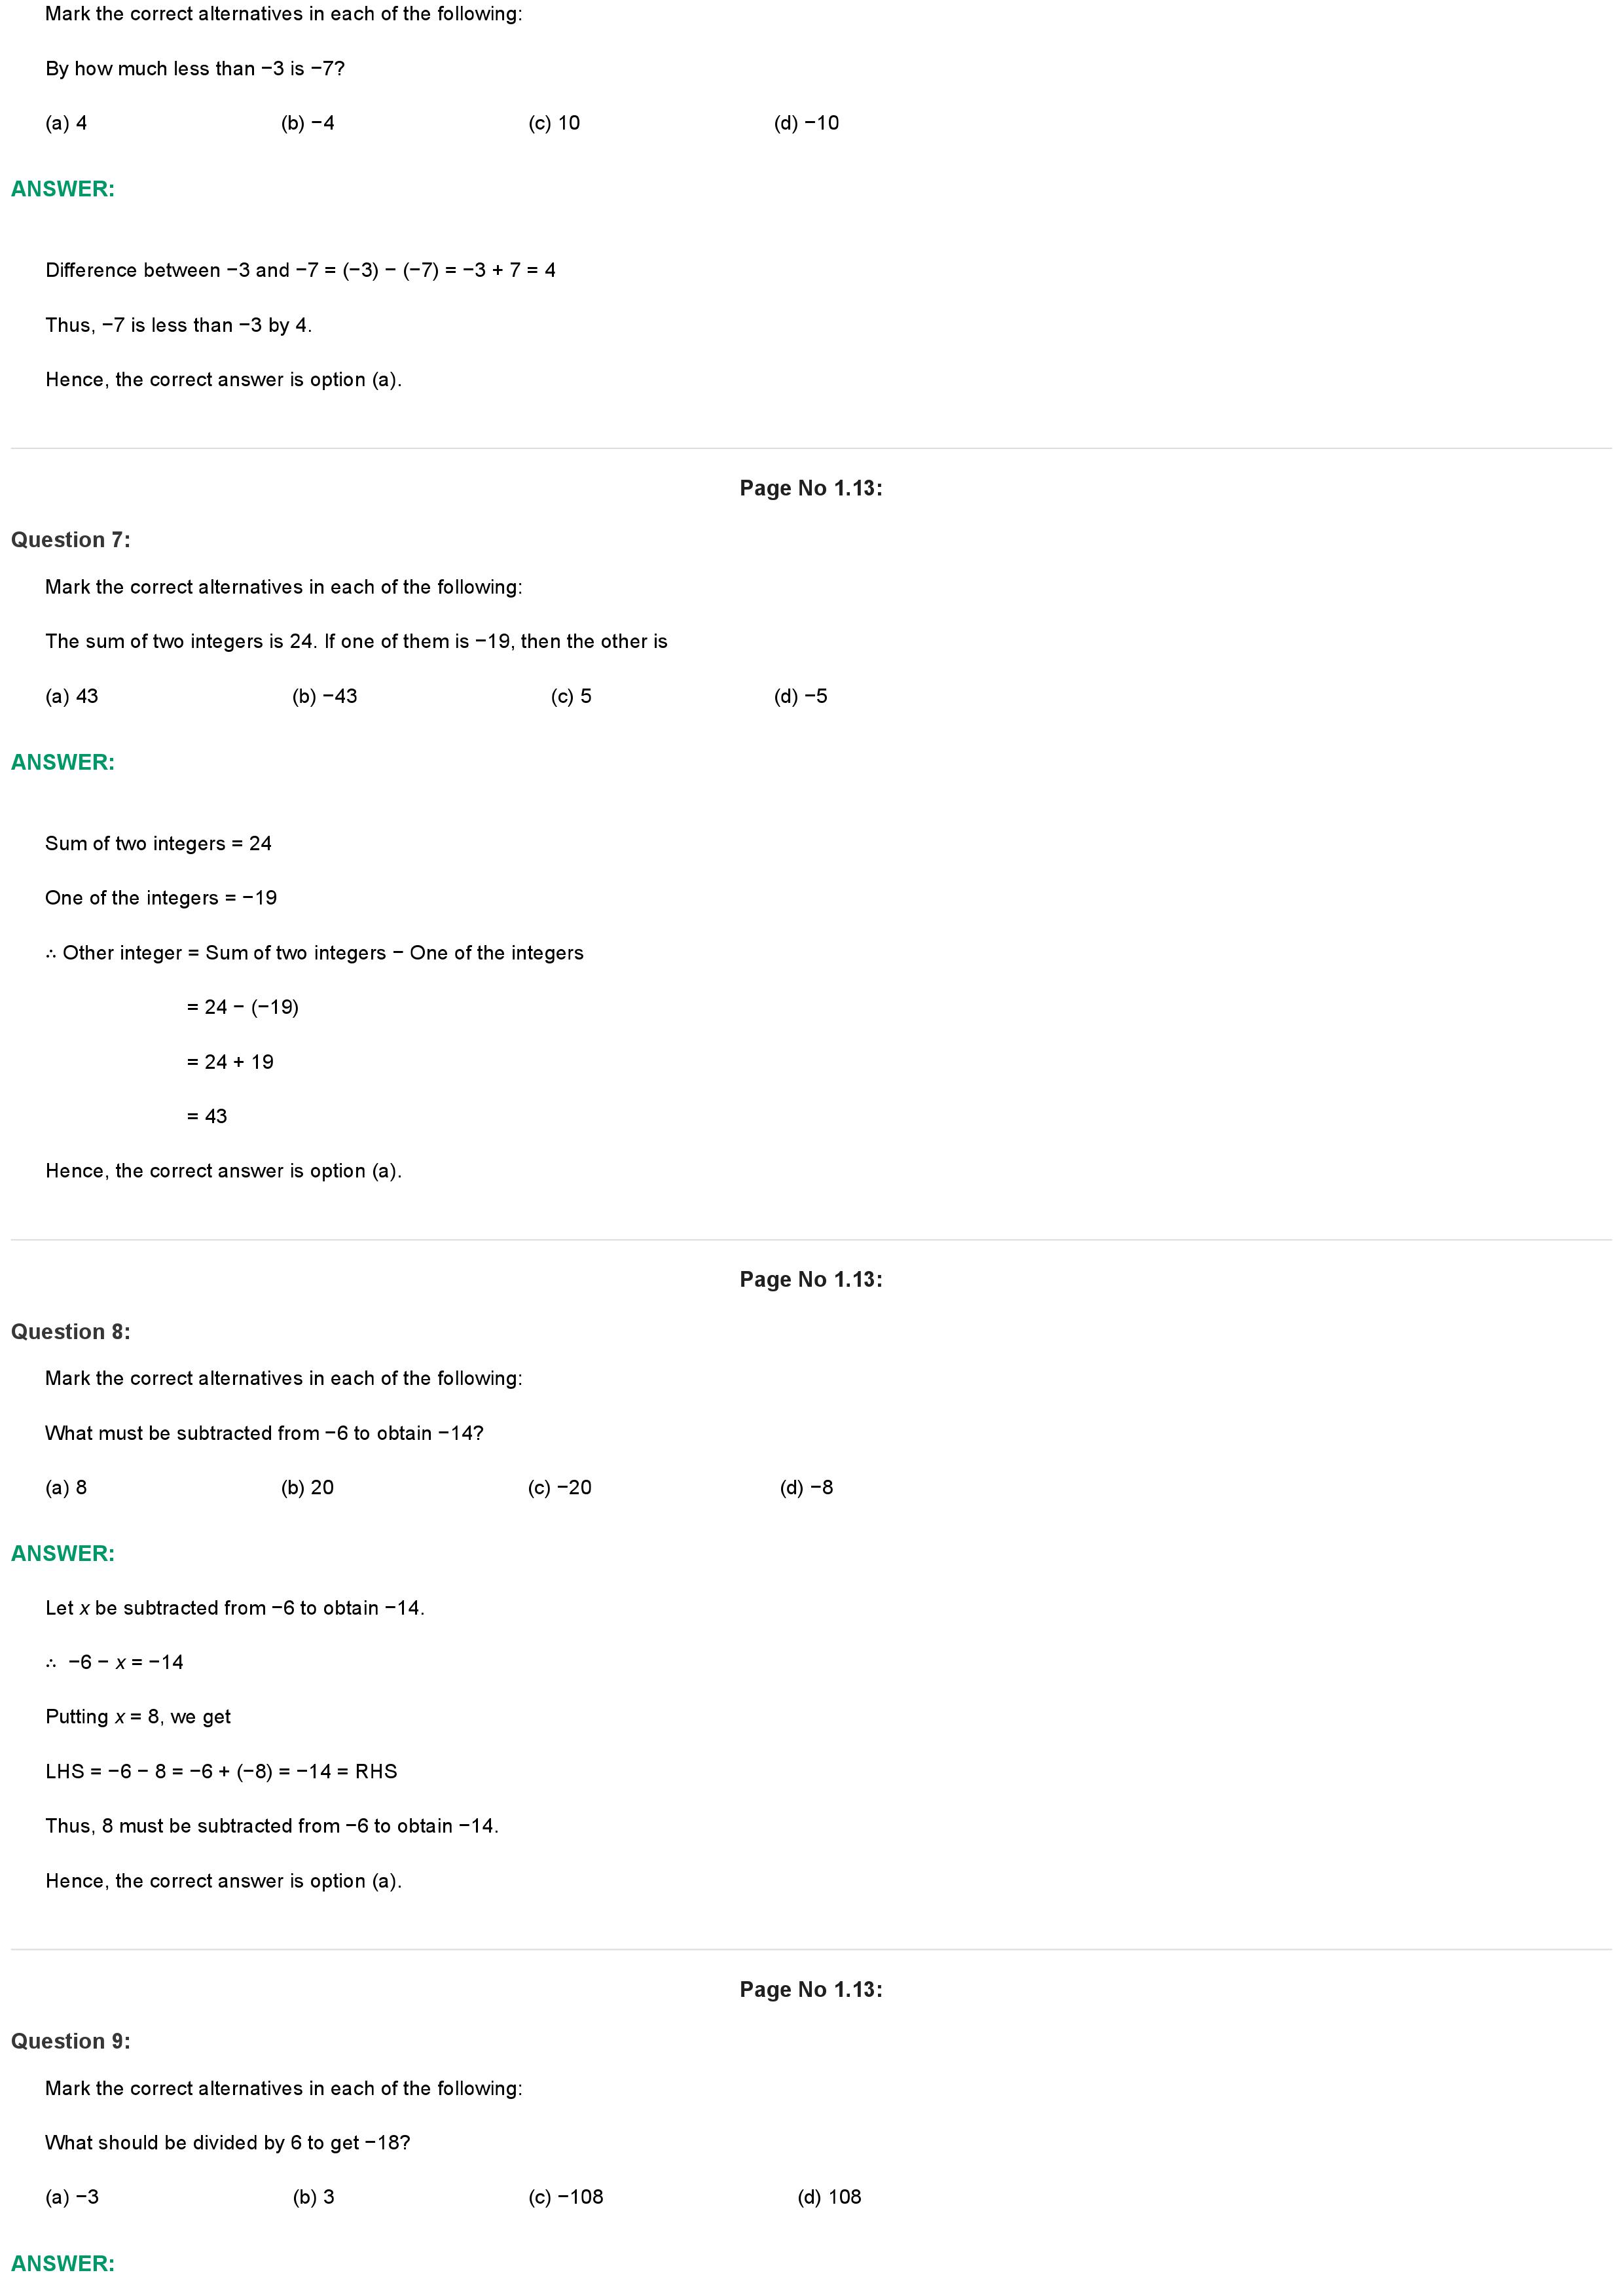 Mark the correct alternatives in each of the following:
By how much less than −3 is −7?
(a) 4 (b) −4 (c) 10 (d) −10
ANSWER:
Difference between −3 and −7 = (−3) − (−7) = −3 + 7 = 4
Thus, −7 is less than −3 by 4.
Hence, the correct answer is option (a).
Page No 1.13:
Question 7:
Mark the correct alternatives in each of the following:
The sum of two integers is 24. If one of them is −19, then the other is
(a) 43 (b) −43 (c) 5 (d) −5
ANSWER:
Sum of two integers = 24
One of the integers = −19
∴ Other integer = Sum of two integers − One of the integers
= 24 − (−19)
= 24 + 19
= 43
Hence, the correct answer is option (a).
Page No 1.13:
Question 8:
Mark the correct alternatives in each of the following:
What must be subtracted from −6 to obtain −14?
(a) 8 (b) 20 (c) −20 (d) −8
ANSWER:
Let x be subtracted from −6 to obtain −14.
∴ −6 − x = −14
Putting x = 8, we get
LHS = −6 − 8 = −6 + (−8) = −14 = RHS
Thus, 8 must be subtracted from −6 to obtain −14.
Hence, the correct answer is option (a).
Page No 1.13:
Question 9:
Mark the correct alternatives in each of the following:
What should be divided by 6 to get −18?
(a) −3 (b) 3 (c) −108 (d) 108
ANSWER: